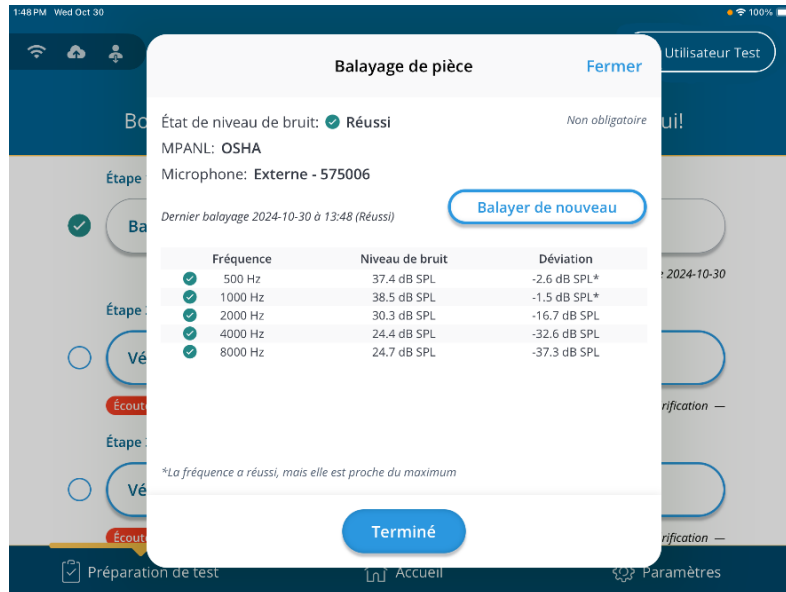 1:48 PM Wed Oct 30
100%
Utilisateur Test
Balayage de pièce
Fermer
Bo
ui!
État de niveau de bruit: Réussi
Non obligatoire
MPANL: OSHA
Microphone: Externe - 575006
Étape
Dernier balayage 2024-10-30 à 13:48 (Réussi)
Balayer de nouveau
Ba
Fréquence Niveau de bruit Déviation
500 Hz 37.4 dB SPL -2.6 dB SPL*
1000 Hz 38.5 dB SPL -1.5 dB SPL*
2000 Hz 30.3 dB SPL -16.7 dB SPL
4000 Hz 24.4 dB SPL -32.6 dB SPL
8000 Hz 24.7 dB SPL -37.3 dB SPL
2024-10-30
Étape
Vé
Écout
rification —
Étape
*La fréquence a réussi, mais elle est proche du maximum
Vé
Terminé
Écout
rification —
Préparation de test
Accueil
Paramètres